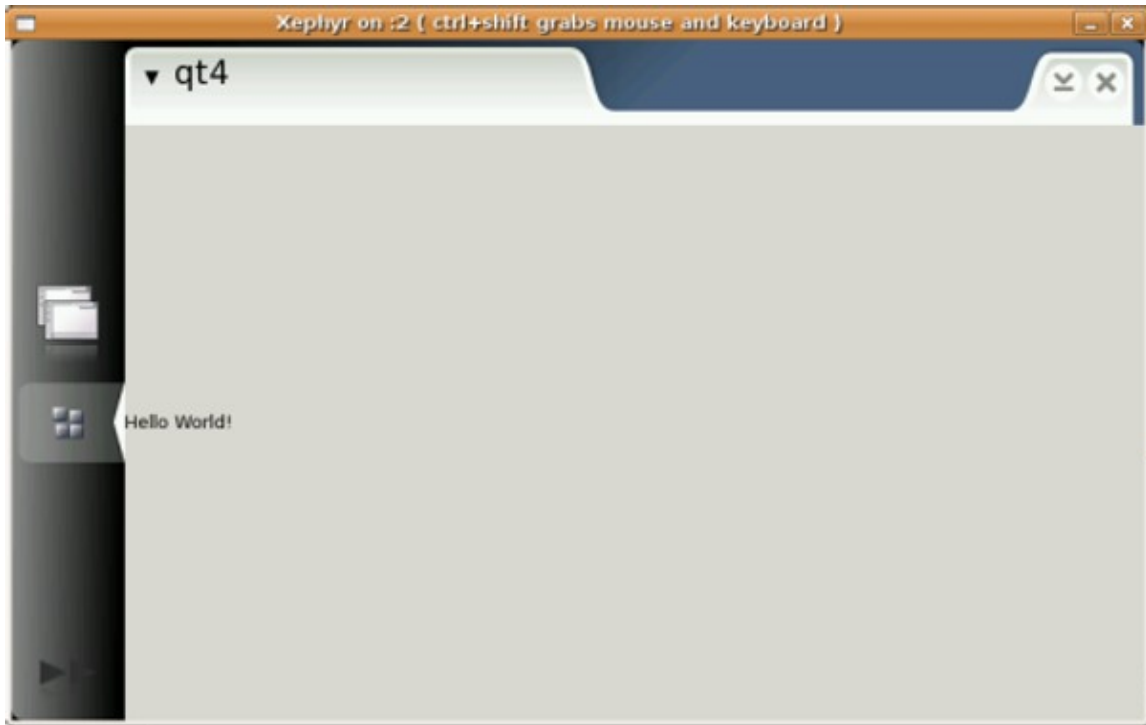 Xephyr on :2 ( ctrl+shift grabs mouse and keyboard )
qt4
Hello World!